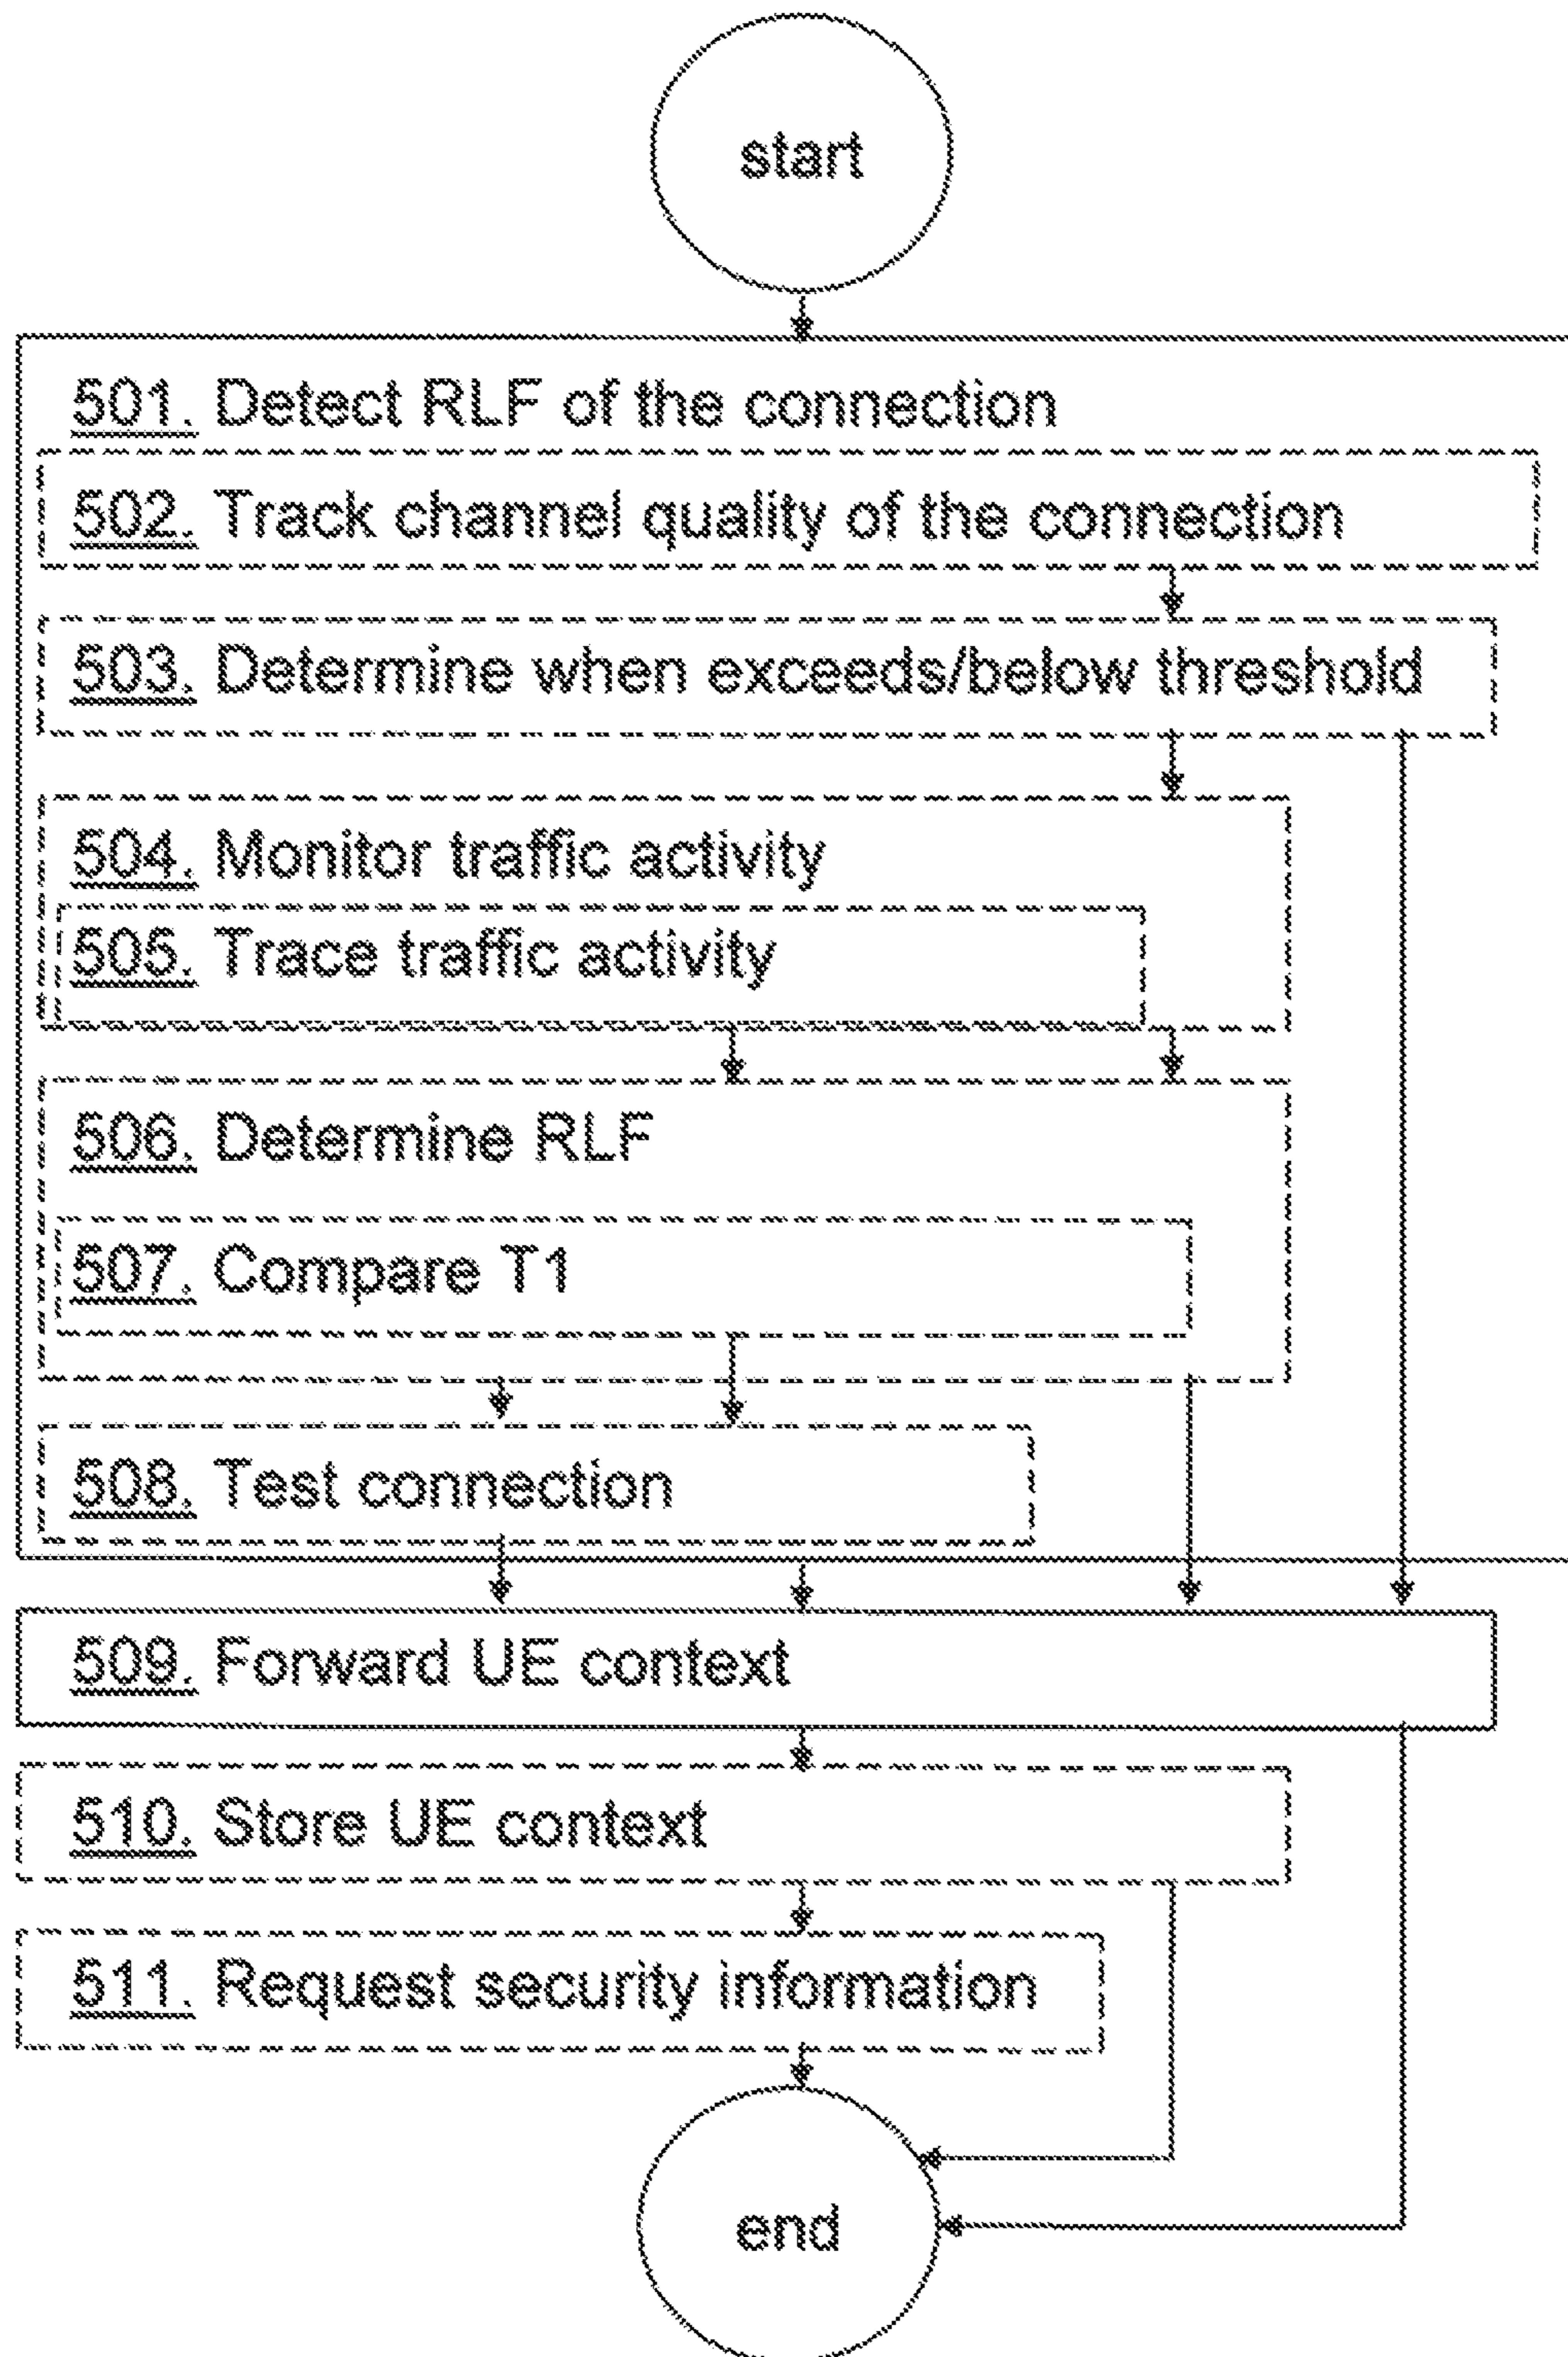 start
501. Detect RLF of the connection
502. Track channel quality of the connection
503. Determine when exceeds/below threshold
504. Monitor traffic activity
505. Trace traffic activity
506. Determine RLF
507. Compare T1
508. Test connection
509. Forward UE context
510. Store UE context
511. Request security information
end